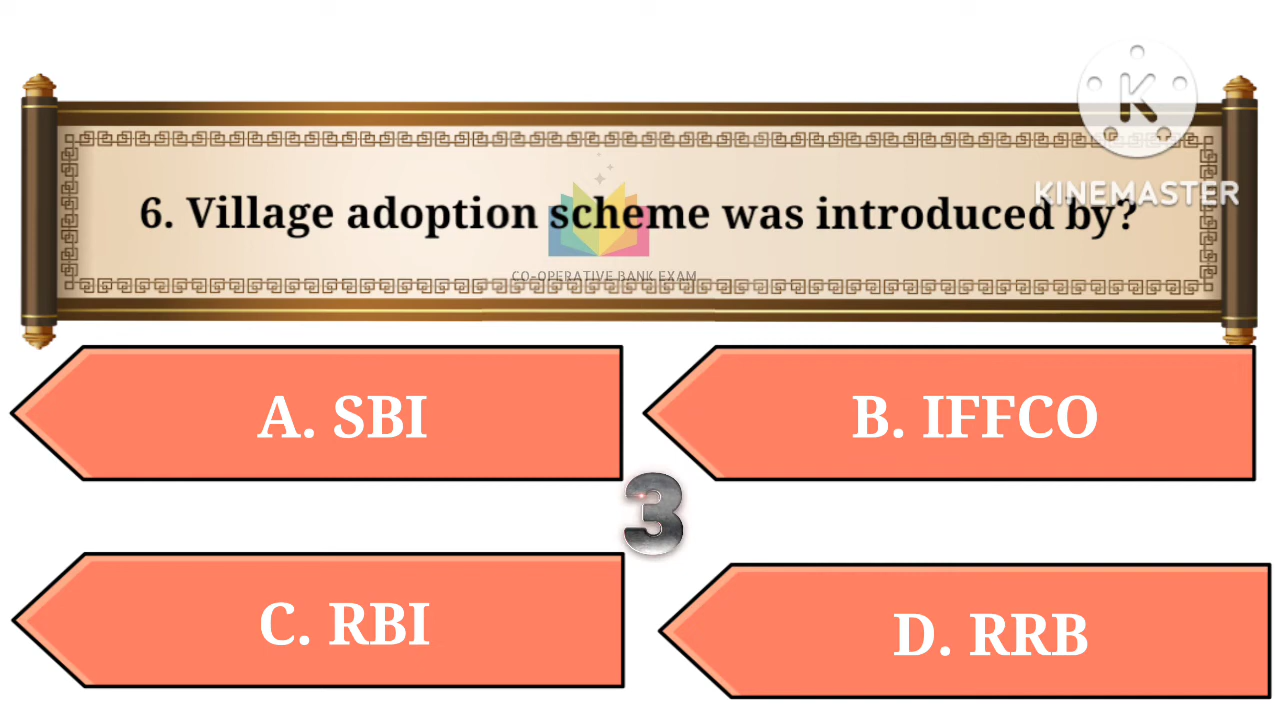 KINEMASTER
6. Village adoption scheme was introduced by?
CO-OPERATIVE BANK EXAM
A. SBI
B. IFFCO
3
C. RBI
D. RRB